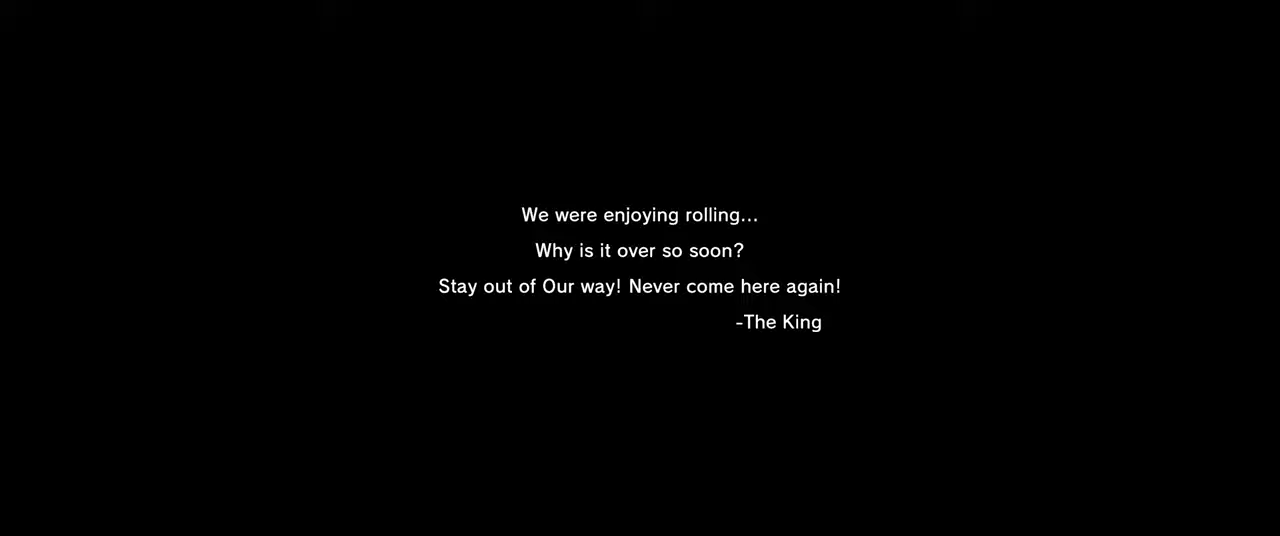 We were enjoying rolling...
Why is it over so soon?
Stay out of Our way! Never come here again!
-The King